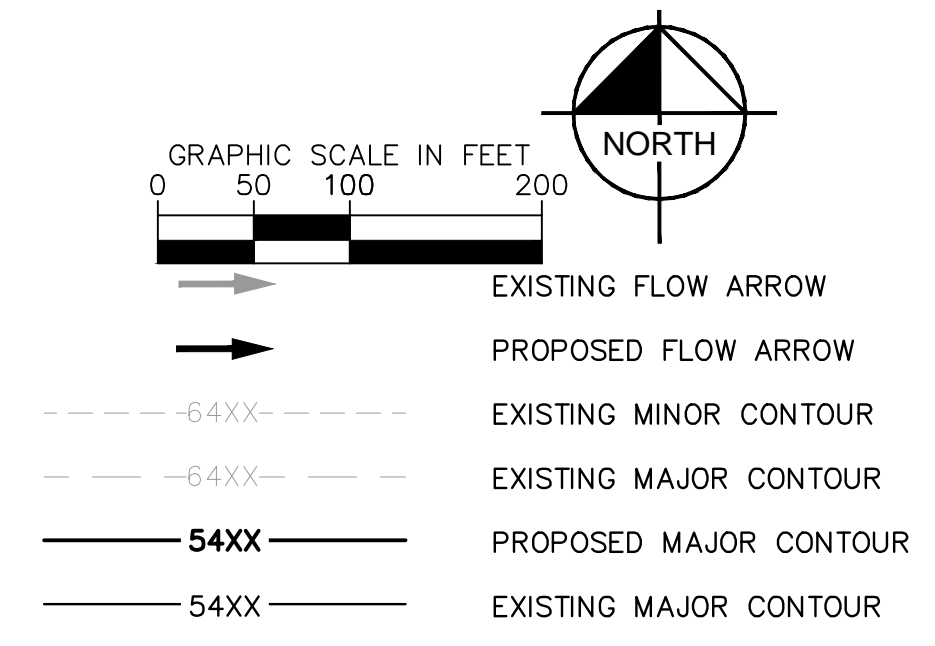 NORTH
GRAPHIC SCALE IN FEET
0 50 100 200
EXISTING FLOW ARROW
PROPOSED FLOW ARROW
64XX EXISTING MINOR CONTOUR
64XX EXISTING MAJOR CONTOUR
54XX PROPOSED MAJOR CONTOUR
54XX EXISTING MAJOR CONTOUR